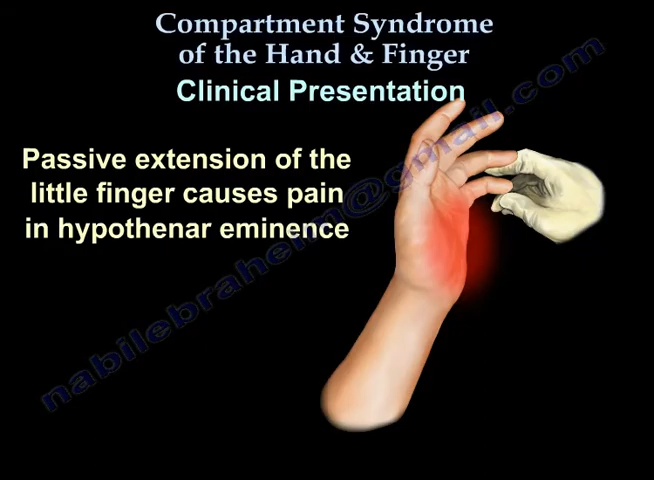 Compartment Syndrome
of the Hand & Finger
Clinical Presentation
Passive extension of the
little finger causes pain
in hypothenar eminence
nabilebraheim@gmail.com